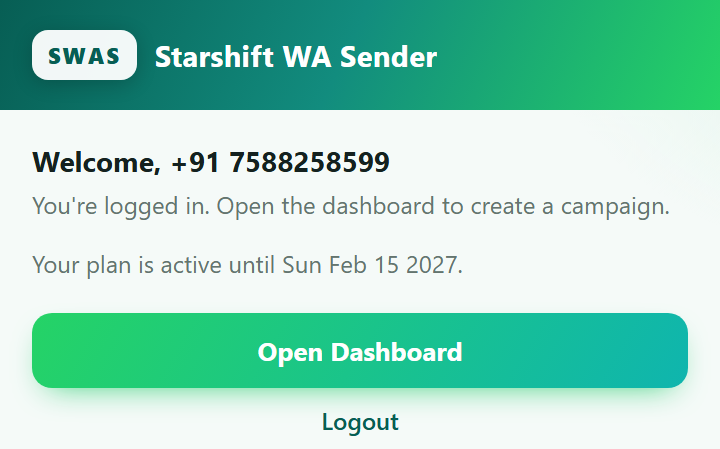 SWAS
Starshift WA Sender
Welcome, +91 7588258599
You're logged in. Open the dashboard to create a campaign.
Your plan is active until Sun Feb 15 2027.
Open Dashboard
Logout